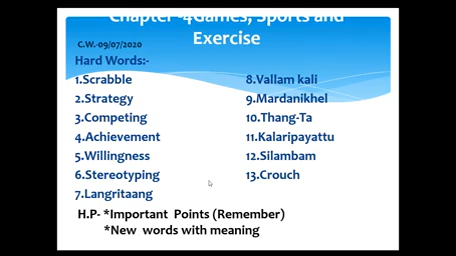 Chapter -4Games, Sports and
Exercise
C.W.-09/07/2020
Hard Words:-
1.Scrabble
2.Strategy
3.Competing
4.Achievement
5.Willingness
6.Stereotyping
7.Langritaang
8.Vallam kali
9.Mardanikhel
10.Thang-Ta
11.Kalaripayattu
12.Silambam
13.Crouch
H.P- *Important Points (Remember)
*New words with meaning